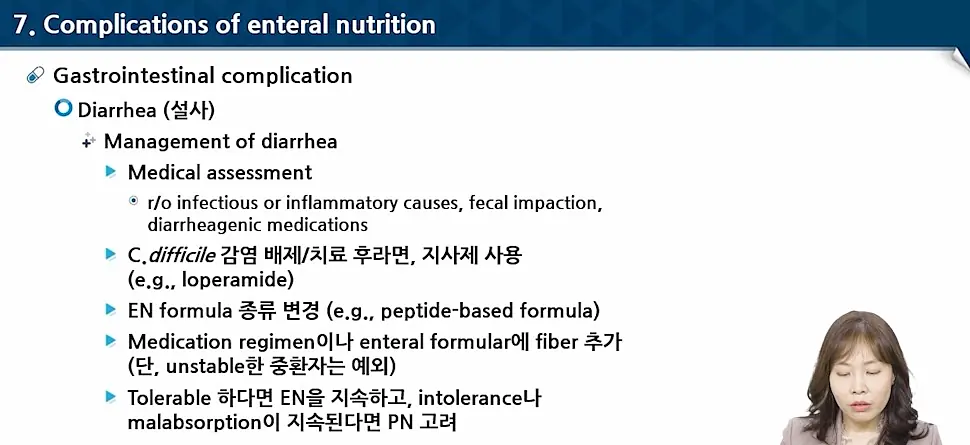 7. Complications of enteral nutrition
Gastrointestinal complication
Diarrhea (설사)
Management of diarrhea
Medical assessment
r/o infectious or inflammatory causes, fecal impaction,
diarrheagenic medications
C.difficile 감염 배제/치료 후라면, 지사제 사용
(e.g., loperamide)
EN formula 종류 변경 (e.g., peptide-based formula)
Medication regimen이나 enteral formular에 fiber 추가
(단, unstable한 중환자는 예외)
Tolerable 하다면 EN을 지속하고, intolerance나
malabsorption이 지속된다면 PN 고려